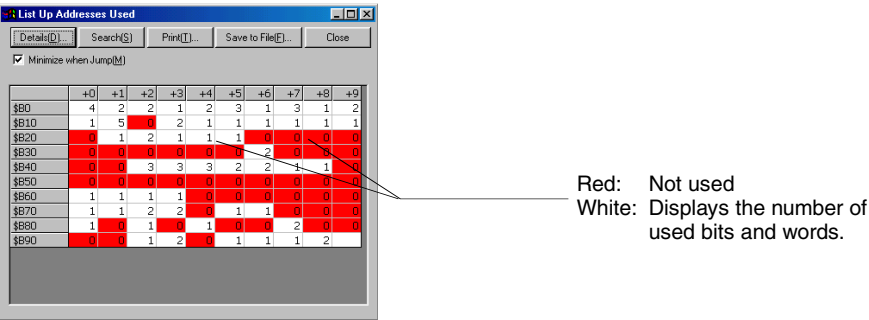 List Up Addresses Used
Details(D)... Search(S) Print(T)... Save to File(F)... Close
Minimize when Jump(M)
+0 +1 +2 +3 +4 +5 +6 +7 +8 +9
$B0 4 2 2 1 2 3 1 3 1 2
$B10 1 5 0 2 1 1 1 1 1 1
$B20 0 1 2 1 1 1 0 0 0 0
$B30 0 0 0 0 0 0 2 0 0 0
$B40 0 0 3 3 3 2 2 1 1 0
$B50 0 0 0 0 0 0 0 0 0 0
$B60 1 1 1 1 0 0 0 0 0 0
$B70 1 1 2 2 0 1 1 0 0 0
$B80 1 0 1 0 1 0 0 2 0 0
$B90 0 0 1 2 0 1 1 1 2
Red: Not used
White: Displays the number of
used bits and words.